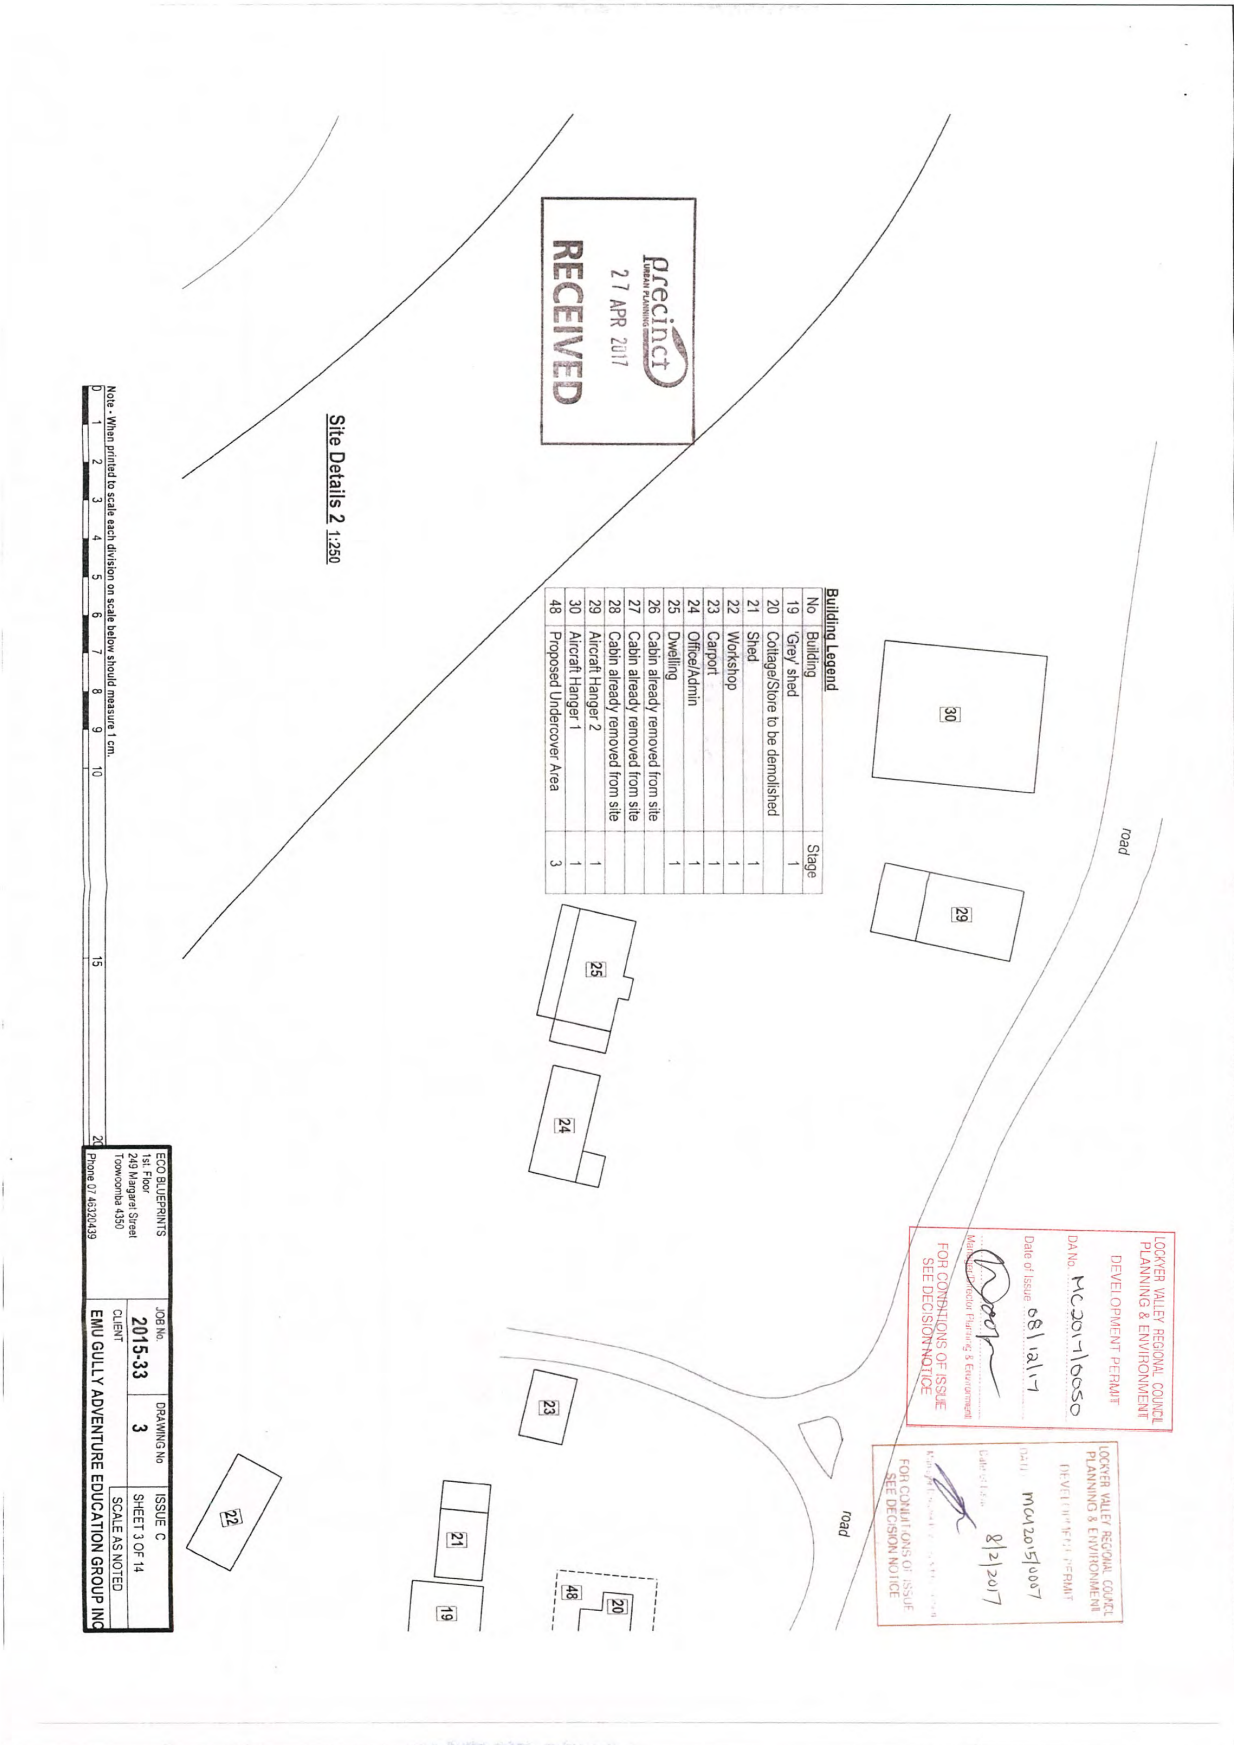 LOCKYER VALLEY REGIONAL COUNCIL
PLANNING & ENVIRONMENT
DEVELOPMENT PERMIT
DA No. MC2017/0050
Date of Issue 08/12/17
Manager/Director Planning & Environment
FOR CONDITIONS OF ISSUE
SEE DECISION NOTICE
LOCKYER VALLEY REGIONAL COUNCIL
PLANNING & ENVIRONMENT
DEVELOPMENT PERMIT
8/2/2017
FOR CONDITIONS OF ISSUE
SEE DECISION NOTICE
road
road
30
29
Building Legend
No Building Stage
19 'Grey' shed 1
20 Cottage/Store to be demolished
21 Shed 1
22 Workshop 1
23 Carport 1
24 Office/Admin 1
25 Dwelling 1
26 Cabin already removed from site
27 Cabin already removed from site
28 Cabin already removed from site
29 Aircraft Hanger 2 1
30 Aircraft Hanger 1 1
48 Proposed Undercover Area 3
precinct
URBAN PLANNING
27 APR 2017
RECEIVED
25
24
23
20
48
21
19
22
Site Details 2 1:250
Note - When printed to scale each division on scale below should measure 1 cm.
0 1 2 3 4 5 6 7 8 9 10 15 20
ECO BLUEPRINTS
1st. Floor
249 Margaret Street
Toowoomba 4350
Phone 07 46320439
JOB No. 2015-33
DRAWING No 3
ISSUE C
SHEET 3 OF 14
CLIENT
SCALE AS NOTED
EMU GULLY ADVENTURE EDUCATION GROUP INC